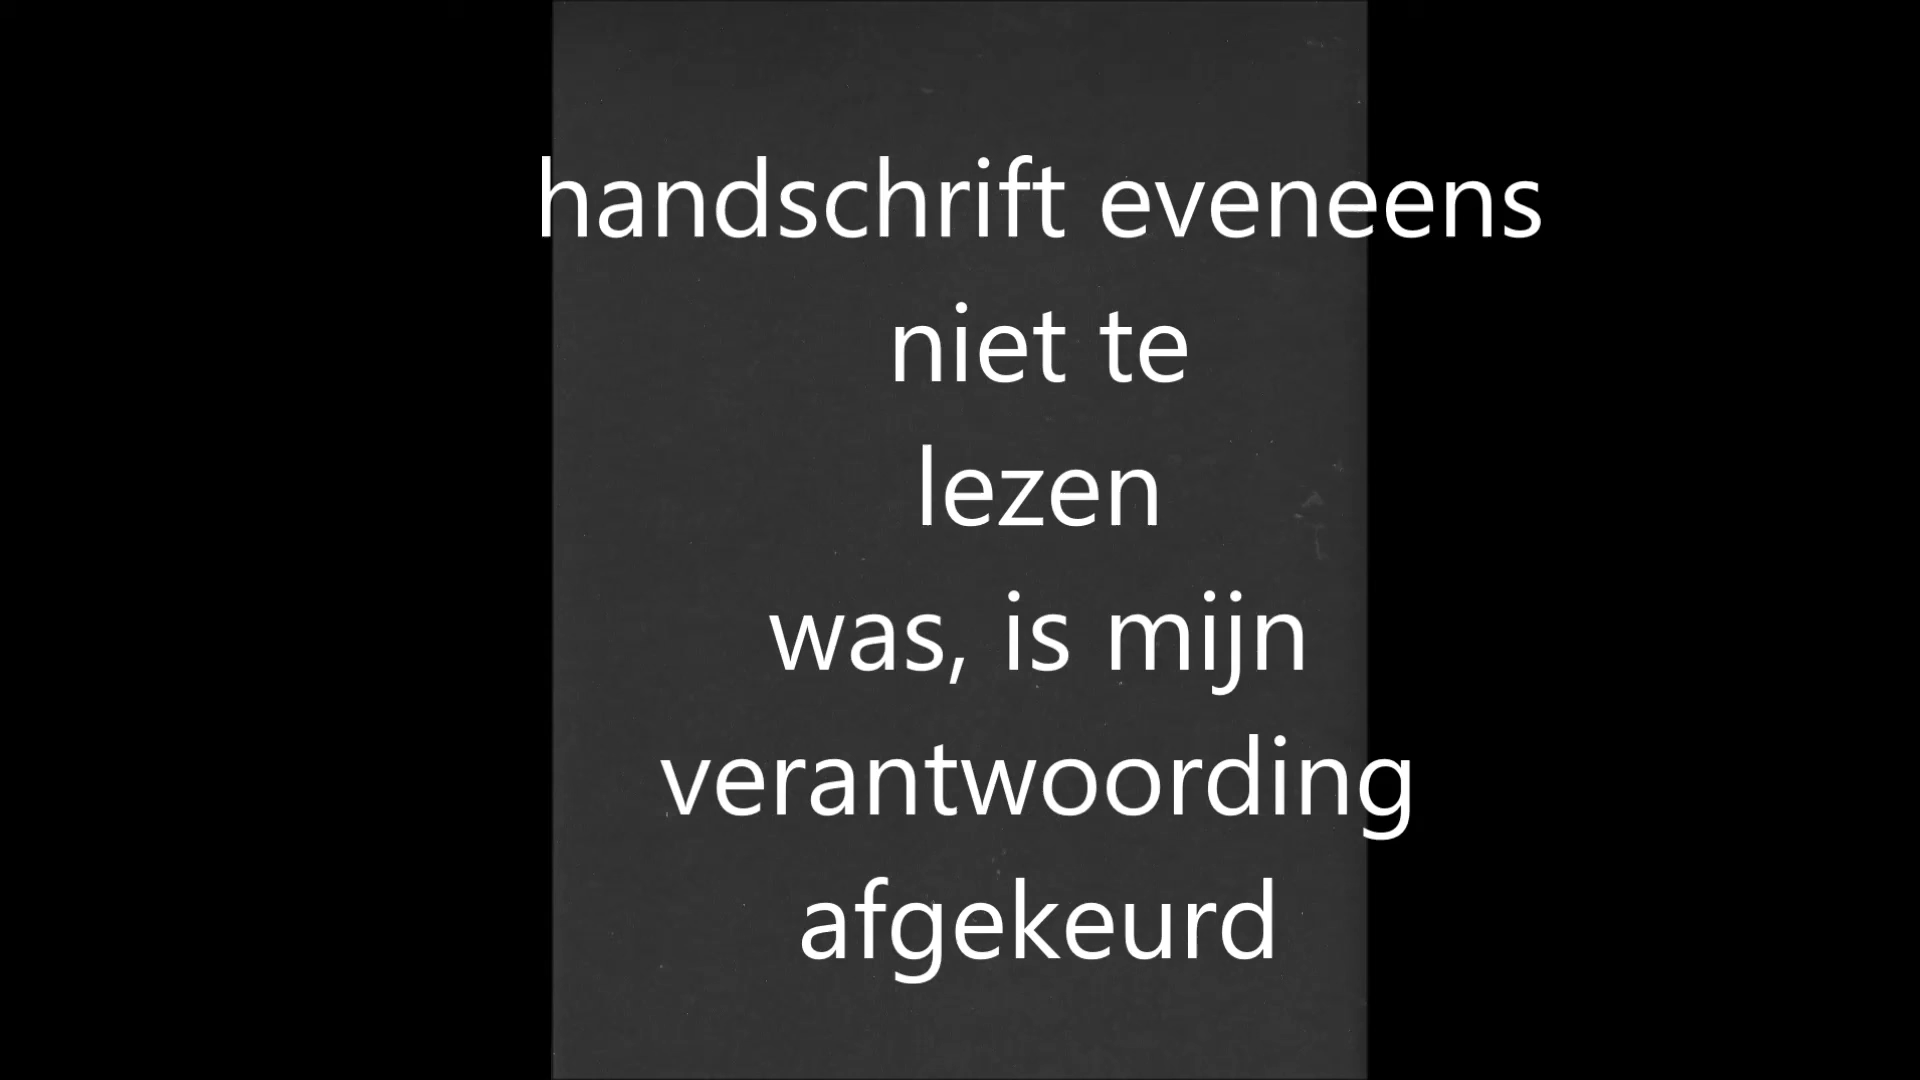 handschrift eveneens
niet te
lezen
was, is mijn
verantwoording
afgekeurd